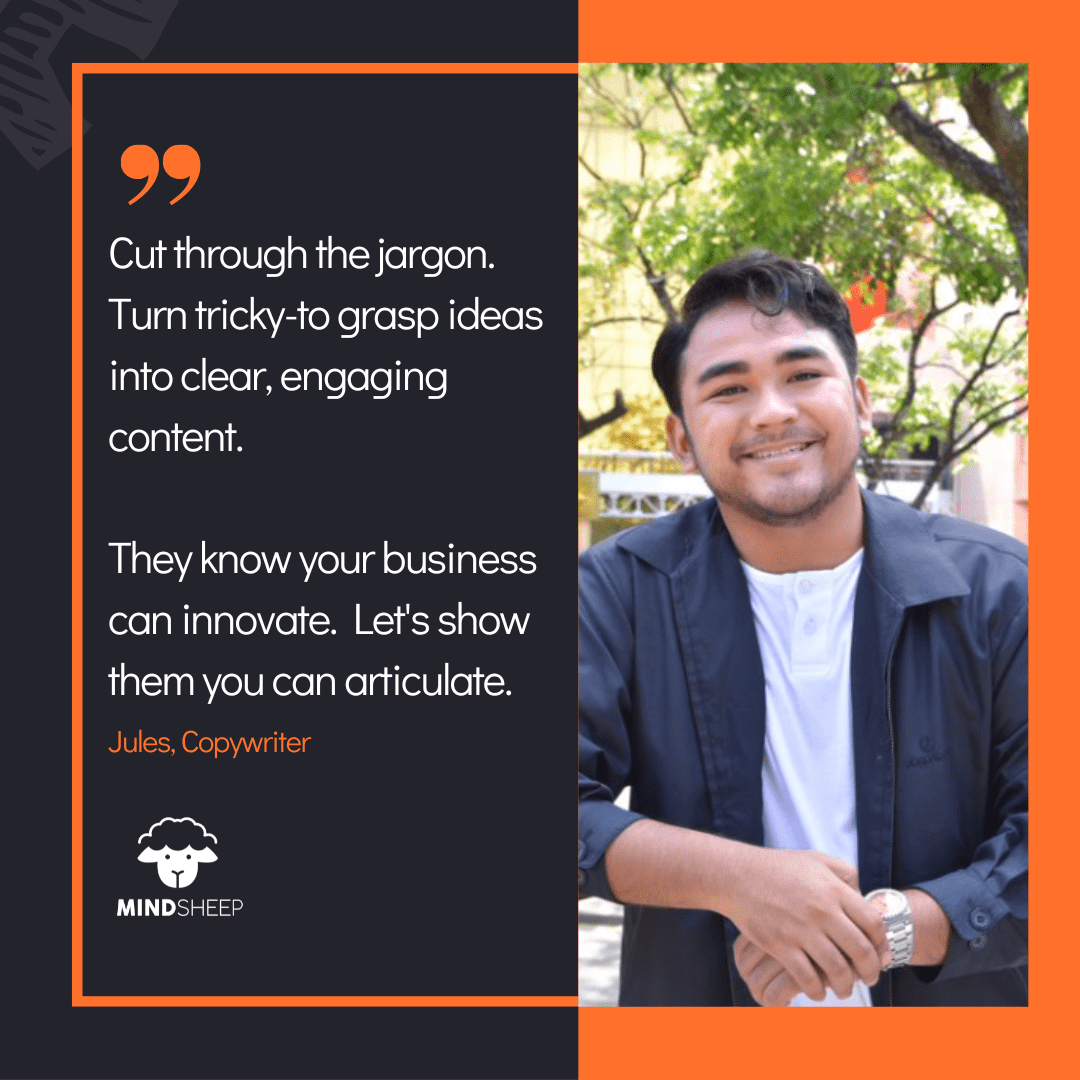 Cut through the jargon.
Turn tricky-to grasp ideas
into clear, engaging
content.
They know your business
can innovate.  Let's show
them you can articulate.
Jules, Copywriter
MINDSHEEP